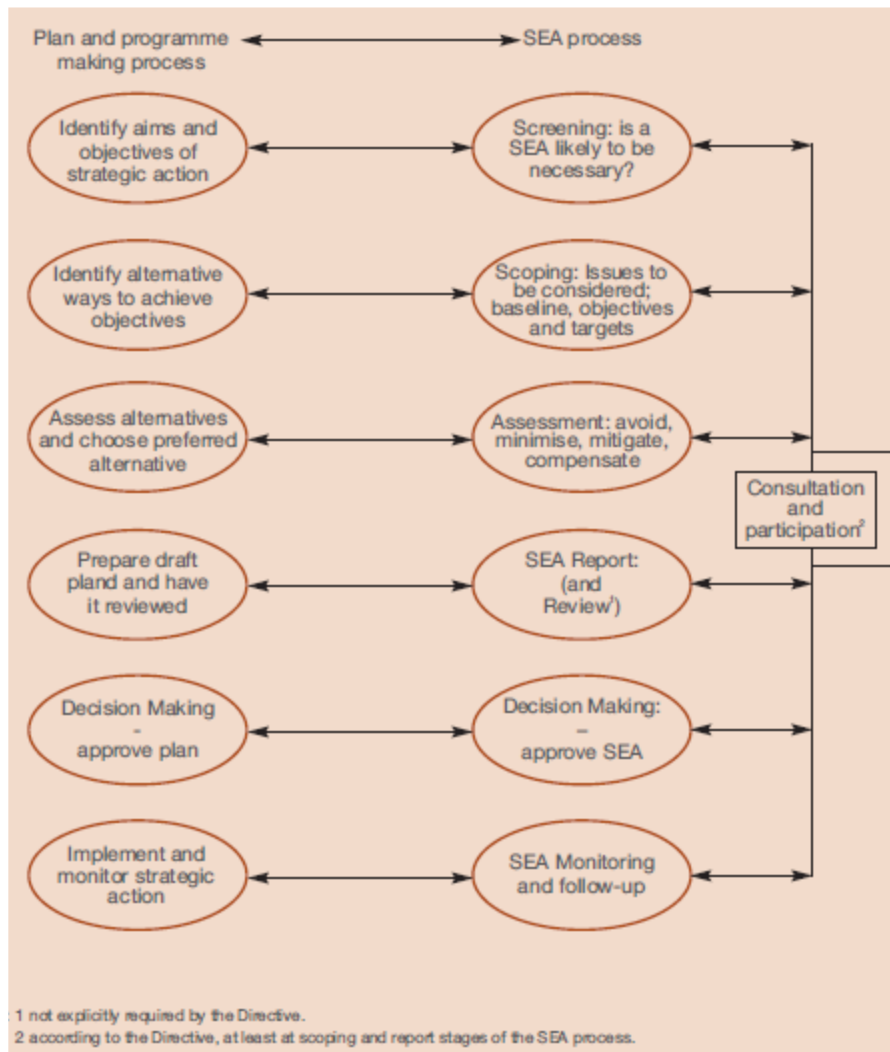 Plan and programme
making process
SEA process
Identify aims and
objectives of
strategic action
Screening: is a
SEA likely to be
necessary?
Identify alternative
ways to achieve
objectives
Scoping: Issues to
be considered;
baseline, objectives
and targets
Assess alternatives
and choose preferred
alternative
Assessment: avoid,
minimise, mitigate,
compensate
Consultation
and
participation²
Prepare draft
pland and have
it reviewed
SEA Report:
(and
Review¹)
Decision Making
-
approve plan
Decision Making:
–
approve SEA
Implement and
monitor strategic
action
SEA Monitoring
and follow-up
: 1 not explicitly required by the Directive.
2 according to the Directive, at least at scoping and report stages of the SEA process.